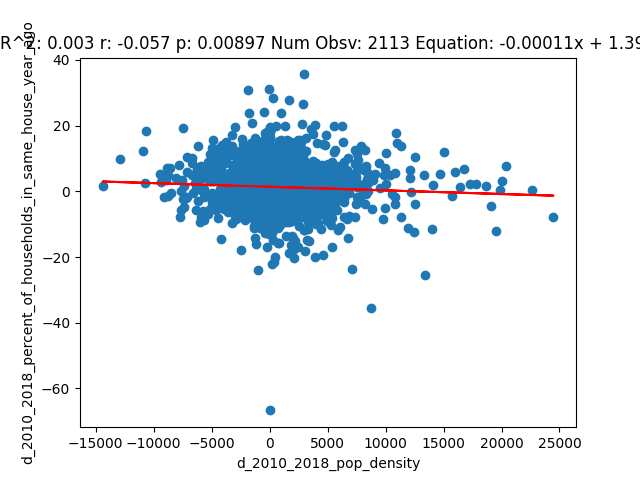 R^2: 0.003 r: -0.057 p: 0.00897 Num Obsv: 2113 Equation: -0.00011x + 1.39
d_2010_2018_percent_of_households_in_same_house_year_ago
40
20
0
−20
−40
−60
−15000 −10000 −5000 0 5000 10000 15000 20000 25000
d_2010_2018_pop_density